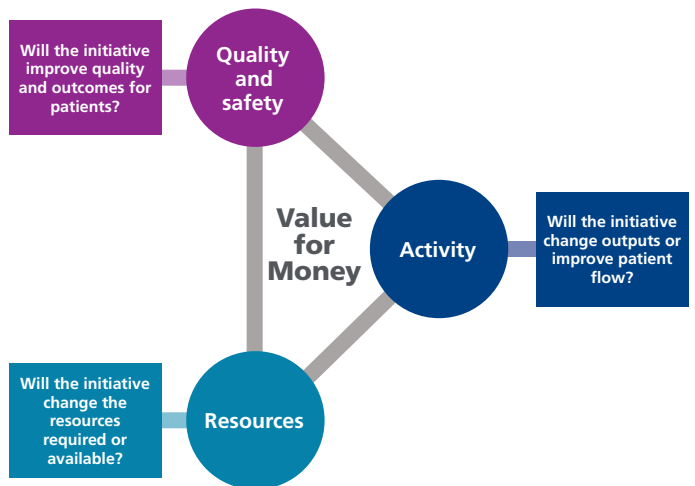 Will the initiative
improve quality
and outcomes for
patients?
Quality
and
safety
Value
for
Money
Activity
Will the initiative
change outputs or
improve patient
flow?
Will the initiative
change the
resources
required or
available?
Resources